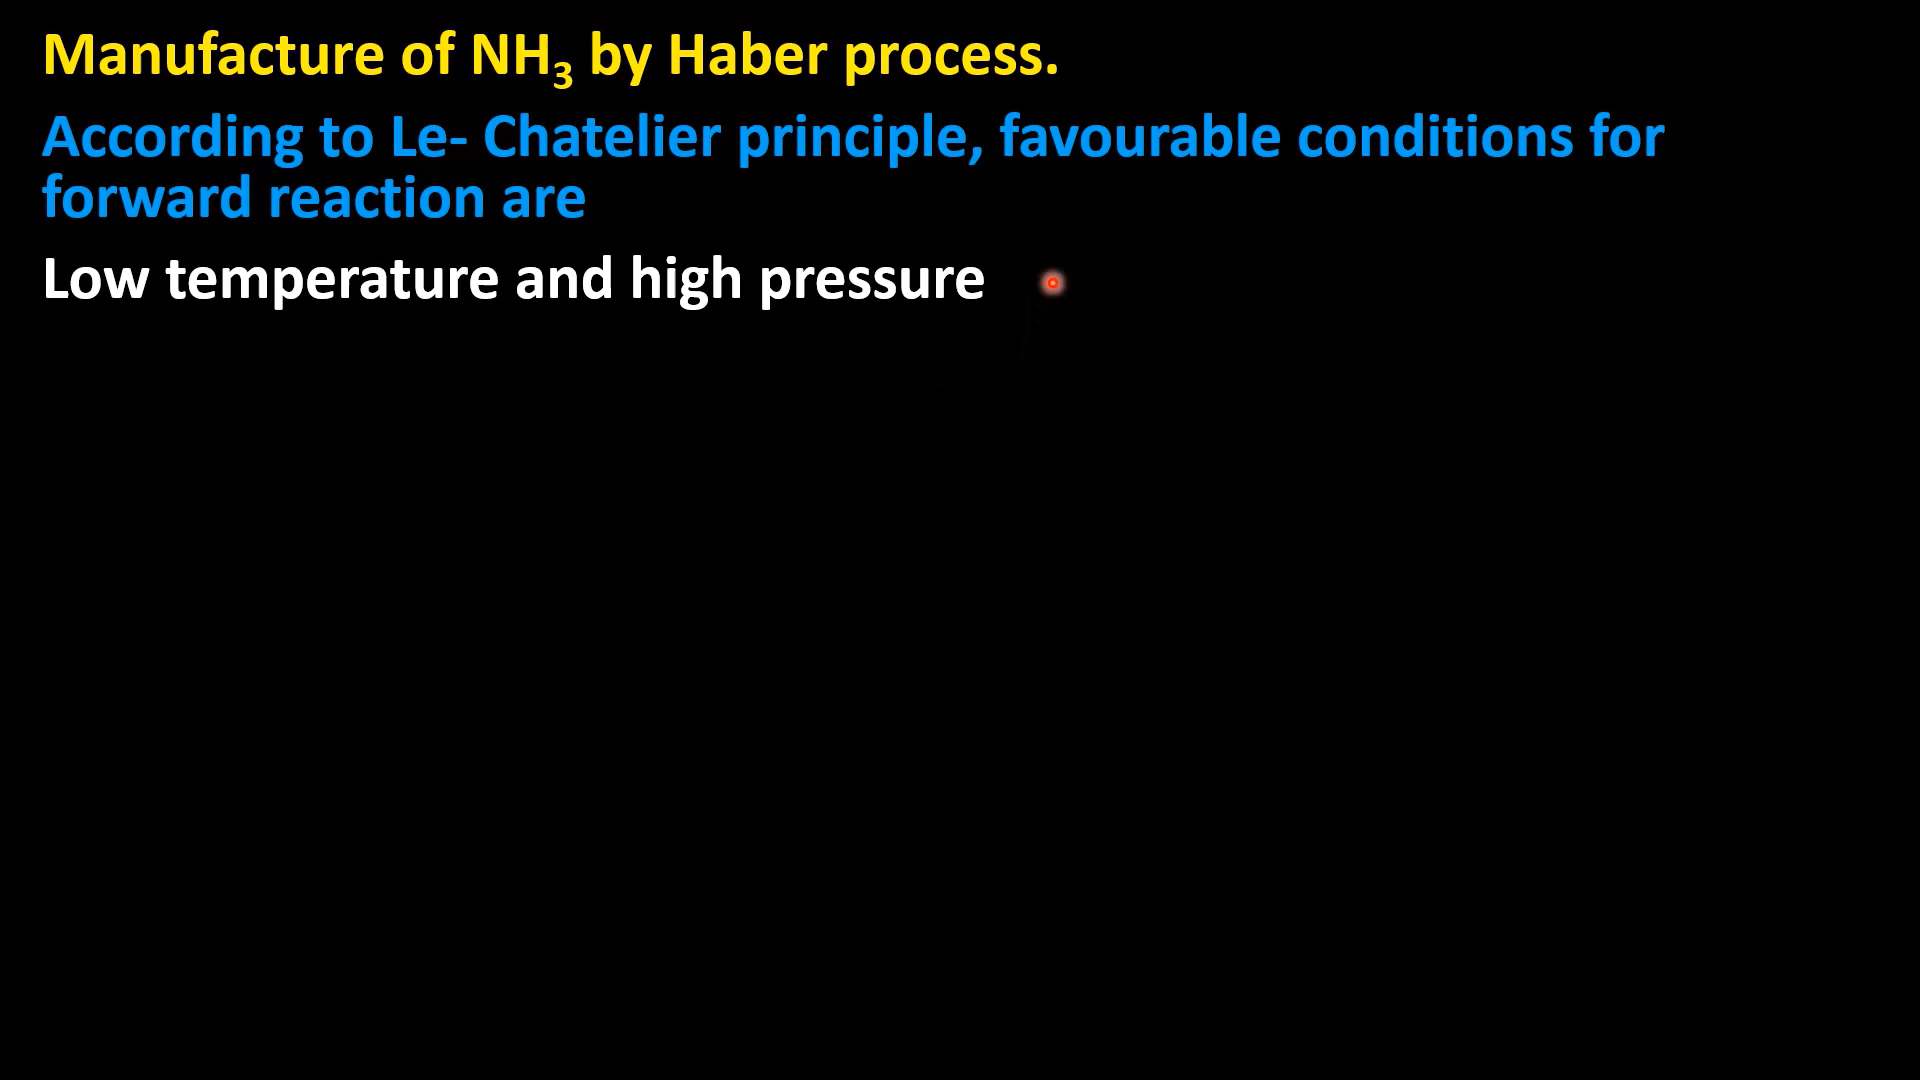 Manufacture of NH₃ by Haber process.
According to Le- Chatelier principle, favourable conditions for
forward reaction are
Low temperature and high pressure